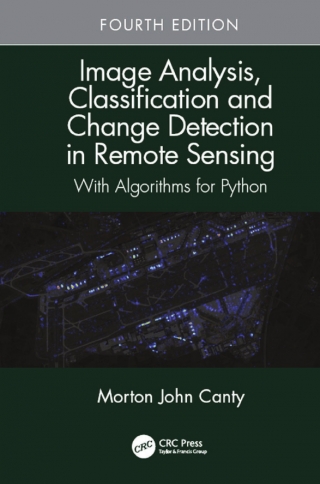 FOURTH EDITION
Image Analysis,
Classification and
Change Detection
in Remote Sensing
With Algorithms for Python
Morton John Canty
CRC
CRC Press
Taylor & Francis Group